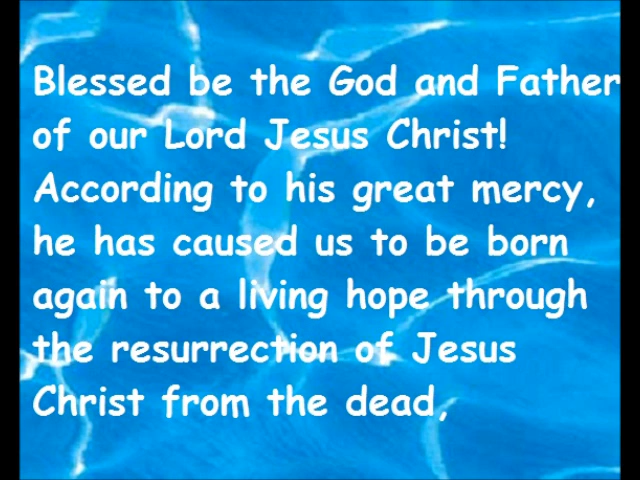 Blessed be the God and Father
of our Lord Jesus Christ!
According to his great mercy,
he has caused us to be born
again to a living hope through
the resurrection of Jesus
Christ from the dead,